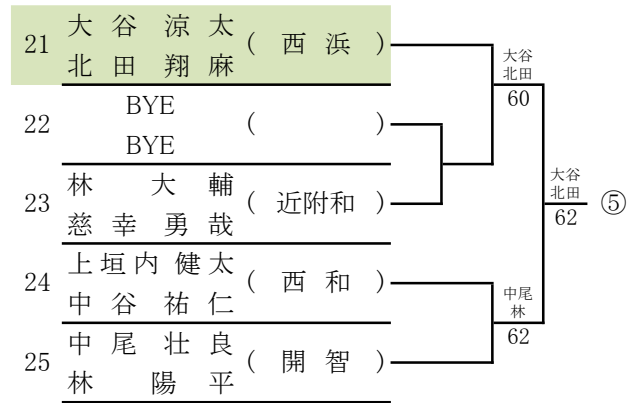 21 大谷涼太 (西浜)
北田翔麻
22 BYE ( )
BYE
23 林大輔 (近附和)
慈幸勇哉
24 上垣内健太 (西和)
中谷祐仁
25 中尾壮良 (開智)
林陽平
大谷
北田
60
中尾
林
62
大谷
北田
62
⑤